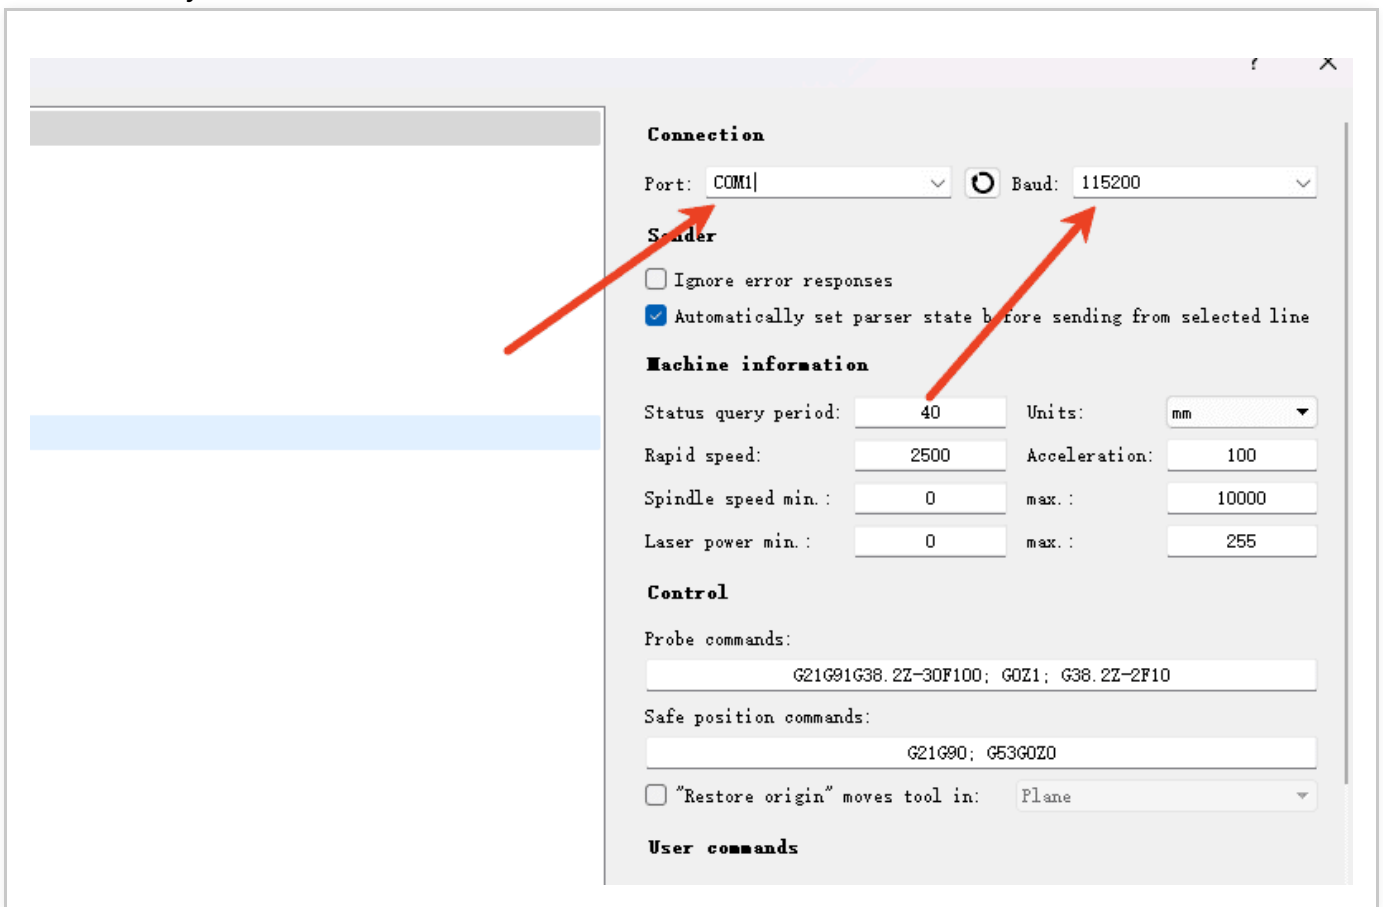 Connection
Port: COM1 Baud: 115200
Sender
Ignore error responses
Automatically set parser state before sending from selected line
Machine information
Status query period: 40 Units: mm
Rapid speed: 2500 Acceleration: 100
Spindle speed min.: 0 max.: 10000
Laser power min.: 0 max.: 255
Control
Probe commands:
G21G91G38.2Z-30F100; G0Z1; G38.2Z-2F10
Safe position commands:
G21G90; G53G0Z0
"Restore origin" moves tool in: Plane
User commands